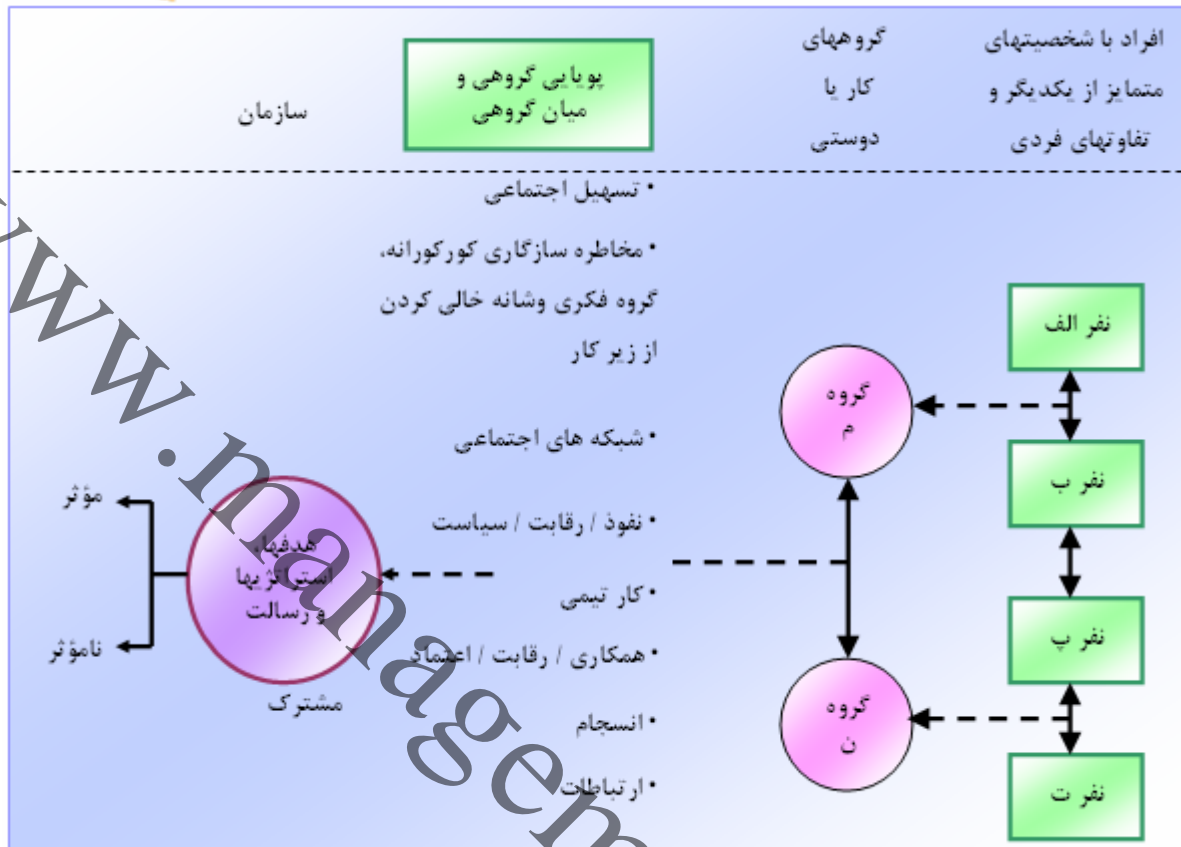 افراد با شخصیتهای
متمایز از یکدیگر و
تفاوتهای فردی
گروههای
کار یا
دوستی
پویایی گروهی و
میان گروهی
سازمان
• تسهیل اجتماعی
• مخاطره سازگاری کورکورانه،
گروه فکری وشانه خالی کردن
از زیر کار
• شبکه های اجتماعی
• نفوذ / رقابت / سیاست
• کار تیمی
• همکاری / رقابت / اعتماد
• انسجام
• ارتباطات
نفر الف
نفر ب
نفر پ
نفر ت
گروه
م
گروه
ن
هدفها،
استراتژیها
و رسالت
مشترک
مؤثر
نامؤثر
www.managem